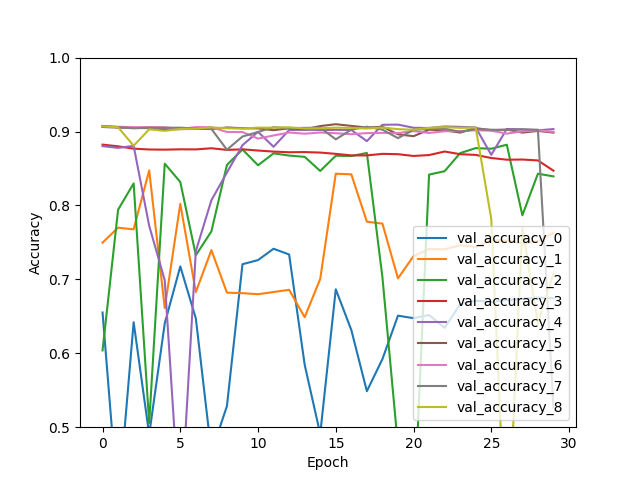 1.0
0.9
0.8
0.7
0.6
0.5
Accuracy
0
5
10
15
20
25
30
Epoch
val_accuracy_0
val_accuracy_1
val_accuracy_2
val_accuracy_3
val_accuracy_4
val_accuracy_5
val_accuracy_6
val_accuracy_7
val_accuracy_8